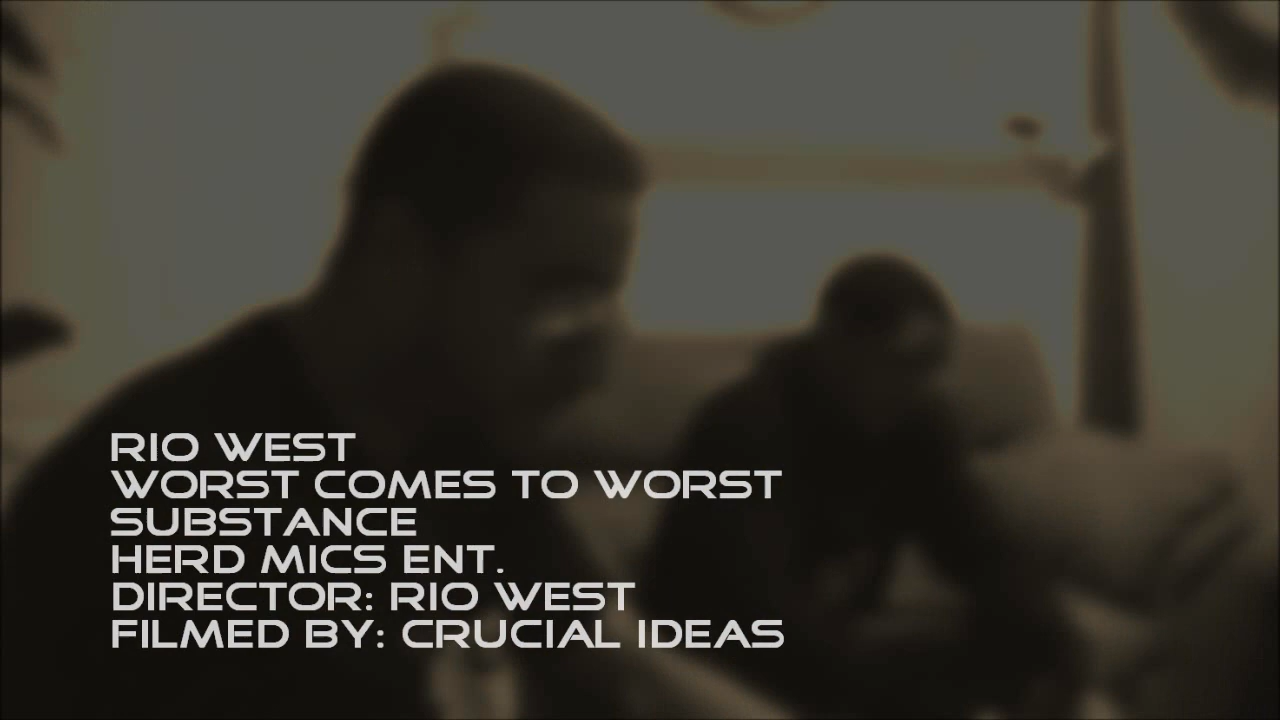 RIO WEST
WORST COMES TO WORST
SUBSTANCE
HERD MICS ENT.
DIRECTOR: RIO WEST
FILMED BY: CRUCIAL IDEAS